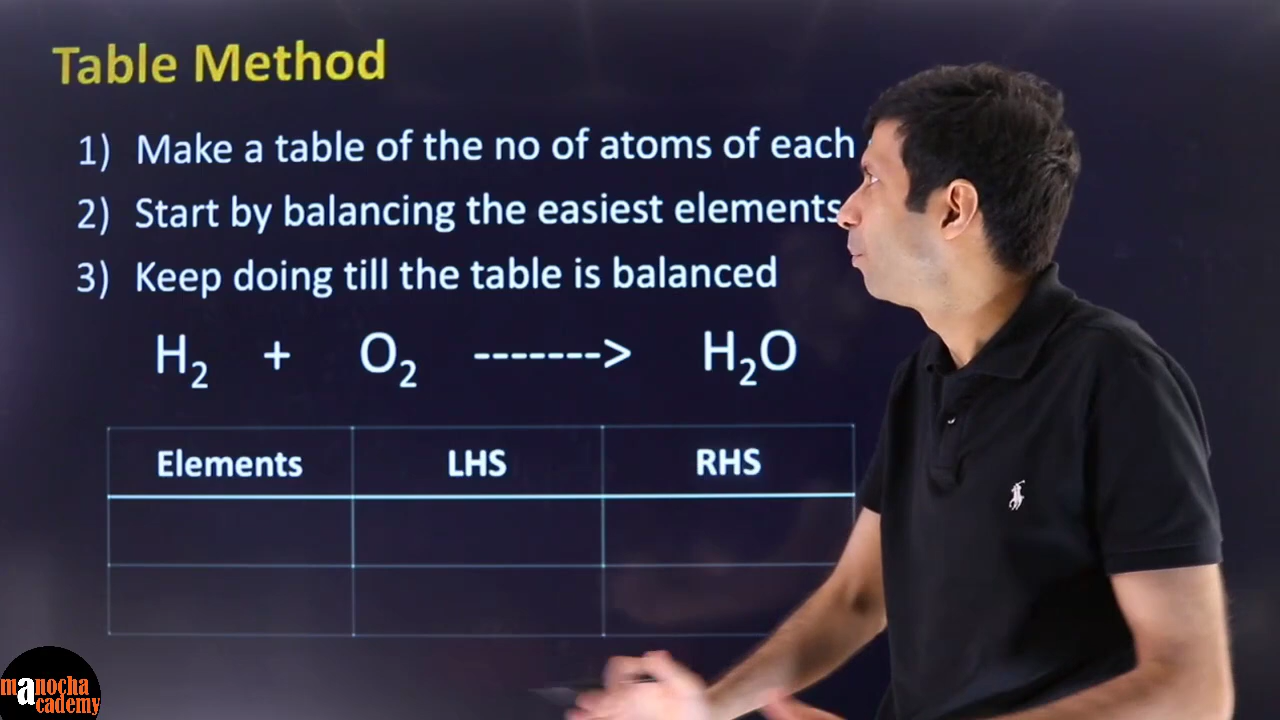 Table Method
1) Make a table of the no of atoms of each
2) Start by balancing the easiest elements
3) Keep doing till the table is balanced
H₂ + O₂ -------> H₂O
Elements LHS RHS
manocha
academy